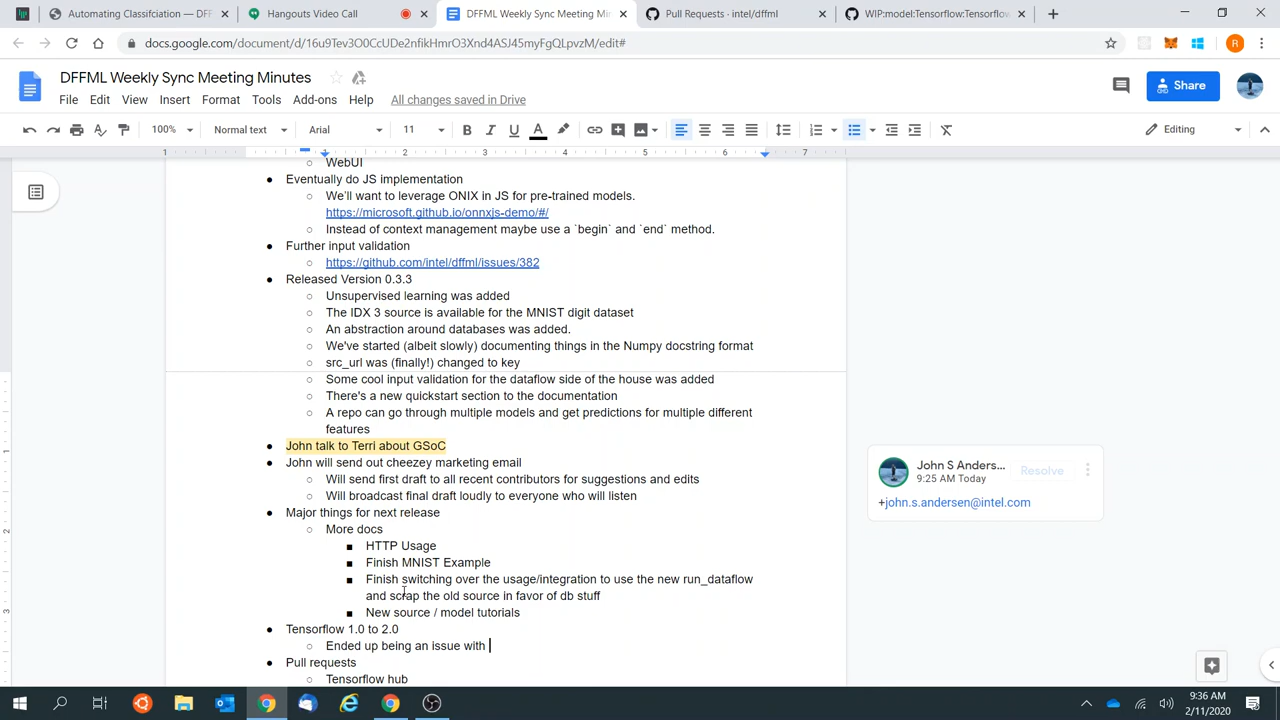 Automating Classifciation - DFF
Hangouts Video Call
DFFML Weekly Sync Meeting Min
Pull Requests · intel/dffml
WIP:model:Tensorflow:Tensorflow
docs.google.com/document/d/16u9Tev3O0CcUDe2nfikHmrO3Xnd4ASJ45myFgQLpvzM/edit#
R
DFFML Weekly Sync Meeting Minutes
File Edit View Insert Format Tools Add-ons Help All changes saved in Drive
Share
100% Normal text Arial 11 B I U A Editing
1 1 2 3 4 5 6 7
WebUI
Eventually do JS implementation
We'll want to leverage ONIX in JS for pre-trained models.
https://microsoft.github.io/onnxjs-demo/#/
Instead of context management maybe use a `begin` and `end` method.
Further input validation
https://github.com/intel/dffml/issues/382
Released Version 0.3.3
Unsupervised learning was added
The IDX 3 source is available for the MNIST digit dataset
An abstraction around databases was added.
We've started (albeit slowly) documenting things in the Numpy docstring format
src_url was (finally!) changed to key
Some cool input validation for the dataflow side of the house was added
There's a new quickstart section to the documentation
A repo can go through multiple models and get predictions for multiple different
features
John talk to Terri about GSoC
John will send out cheezey marketing email
Will send first draft to all recent contributors for suggestions and edits
Will broadcast final draft loudly to everyone who will listen
Major things for next release
More docs
HTTP Usage
Finish MNIST Example
Finish switching over the usage/integration to use the new run_dataflow
and scrap the old source in favor of db stuff
New source / model tutorials
Tensorflow 1.0 to 2.0
Ended up being an issue with
Pull requests
Tensorflow hub
John S Anders...
Resolve
9:25 AM Today
+john.s.andersen@intel.com
1
2
3
9:36 AM
2/11/2020